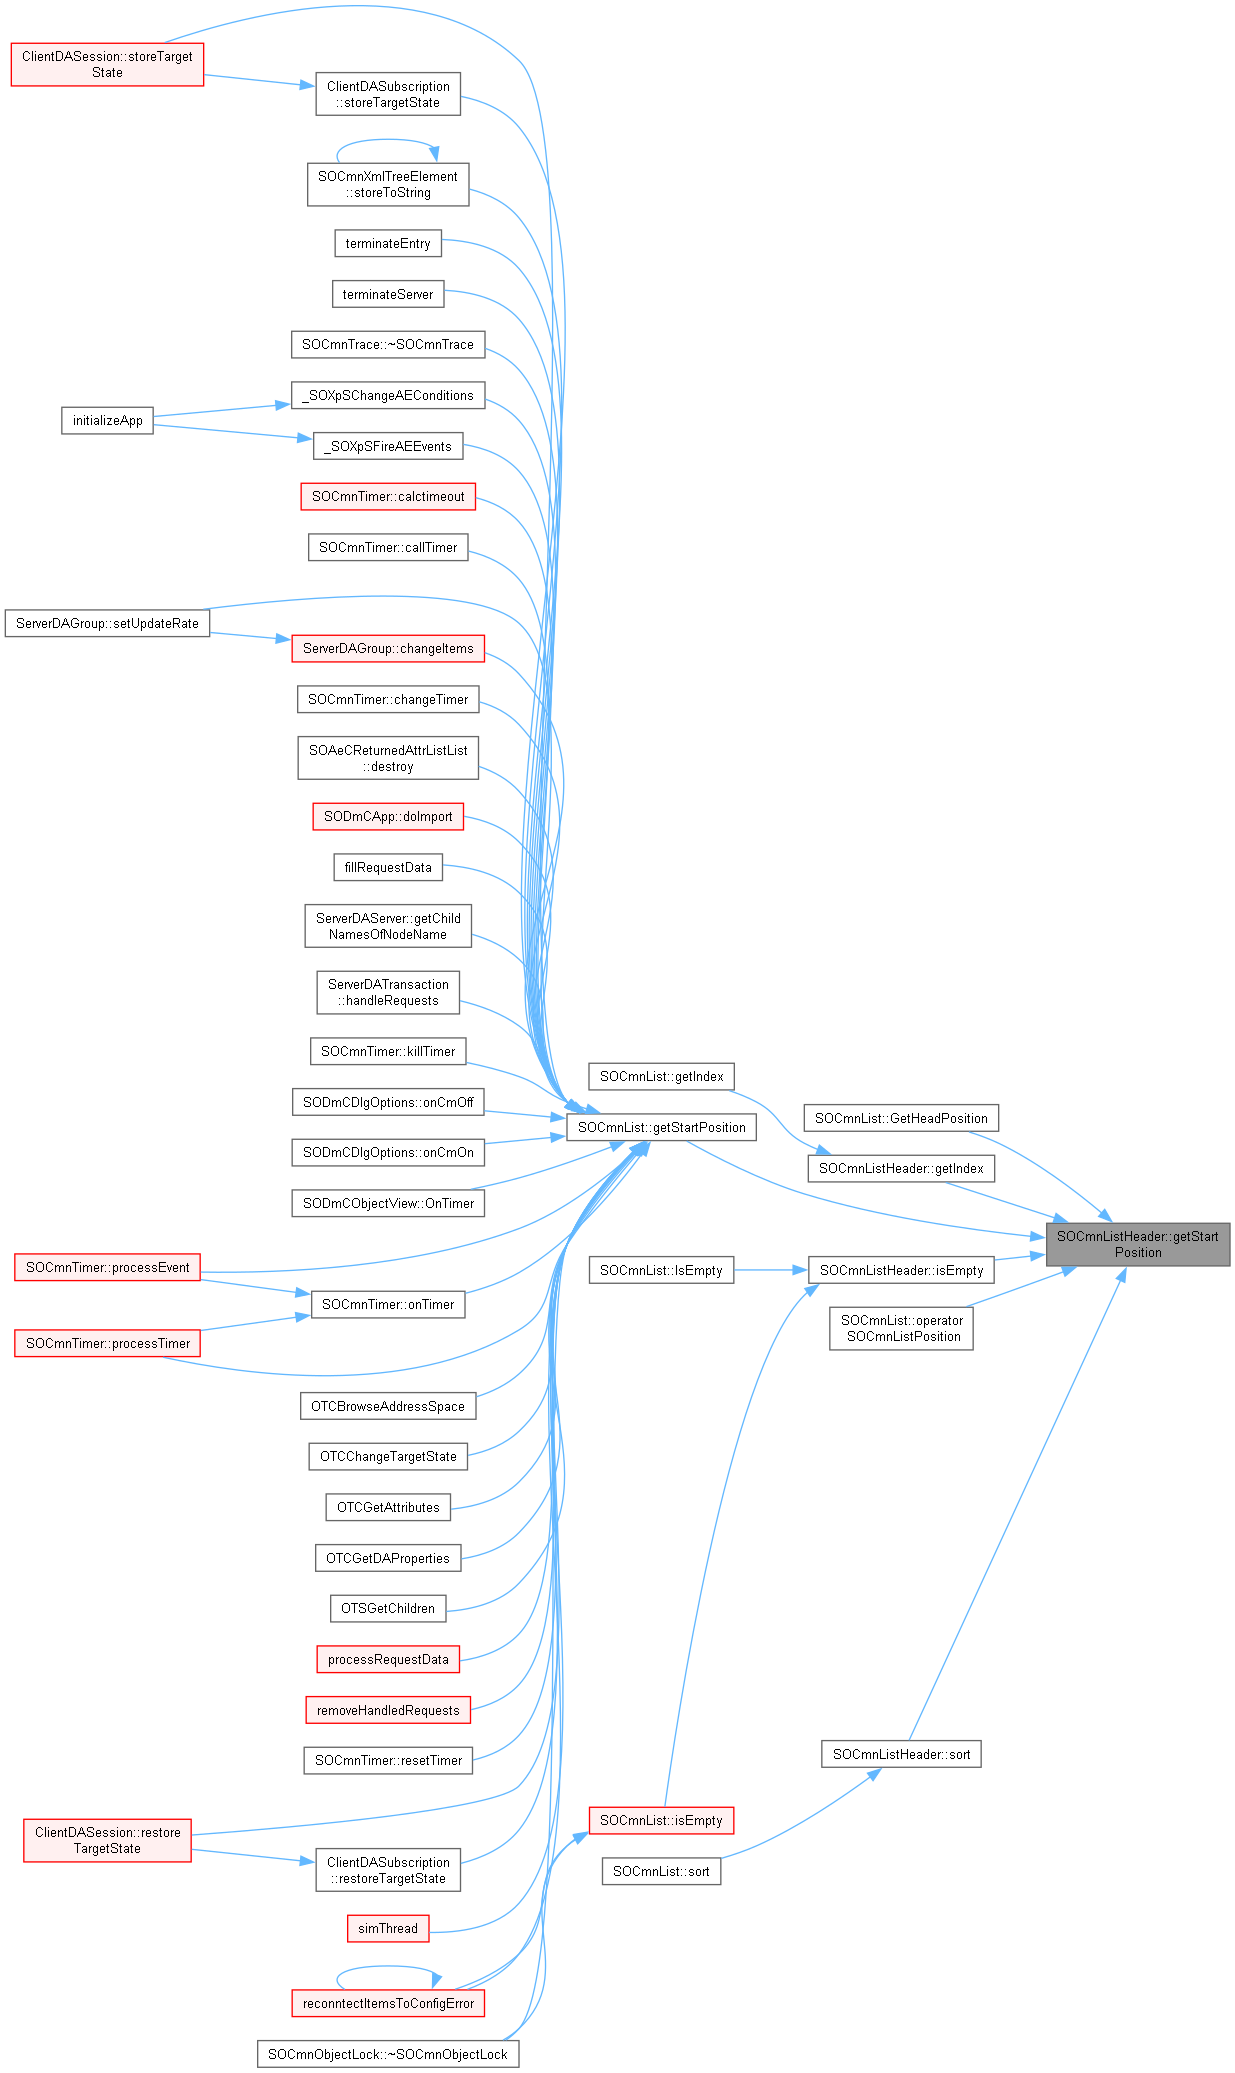 ClientDASession::storeTarget
State
ClientDASubscription
::storeTargetState
SOCmnXmlTreeElement
::storeToString
terminateEntry
terminateServer
SOCmnTrace::~SOCmnTrace
_SOXpSChangeAEConditions
initializeApp
_SOXpSFireAEEvents
SOCmnTimer::calctimeout
SOCmnTimer::callTimer
ServerDAGroup::setUpdateRate
ServerDAGroup::changeItems
SOCmnTimer::changeTimer
SOAeCReturnedAttrListList
::destroy
SODmCApp::doImport
fillRequestData
ServerDAServer::getChild
NamesOfNodeName
ServerDATransaction
::handleRequests
SOCmnTimer::killTimer
SOCmnList::getIndex
SODmCDlgOptions::onCmOff
SOCmnList::GetHeadPosition
SOCmnList::getStartPosition
SODmCDlgOptions::onCmOn
SOCmnListHeader::getIndex
SODmCObjectView::OnTimer
SOCmnListHeader::getStart
Position
SOCmnTimer::processEvent
SOCmnList::IsEmpty
SOCmnListHeader::isEmpty
SOCmnTimer::onTimer
SOCmnList::operator
SOCmnListPosition
SOCmnTimer::processTimer
OTCBrowseAddressSpace
OTCChangeTargetState
OTCGetAttributes
OTCGetDAProperties
OTSGetChildren
processRequestData
removeHandledRequests
SOCmnListHeader::sort
SOCmnTimer::resetTimer
SOCmnList::isEmpty
ClientDASession::restore
TargetState
ClientDASubscription
::restoreTargetState
SOCmnList::sort
simThread
reconntectItemsToConfigError
SOCmnObjectLock::~SOCmnObjectLock